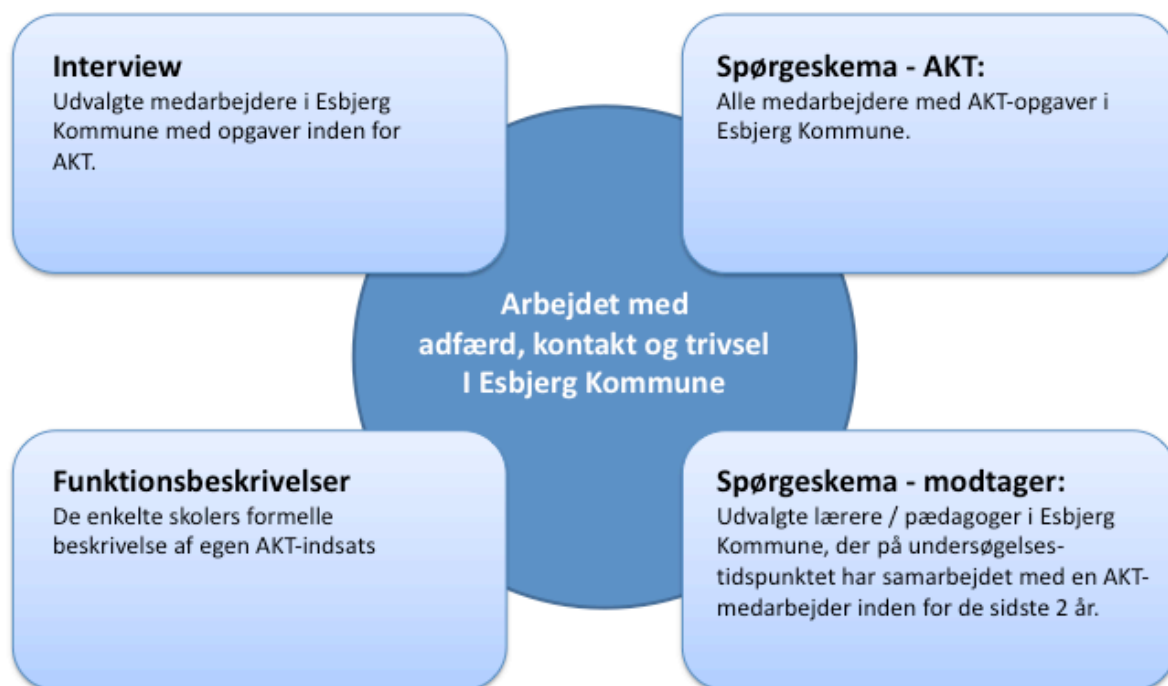 Interview
Udvalgte medarbejdere i Esbjerg
Kommune med opgaver inden for
AKT.
Spørgeskema - AKT:
Alle medarbejdere med AKT-opgaver i
Esbjerg Kommune.
Arbejdet med
adfærd, kontakt og trivsel
I Esbjerg Kommune
Funktionsbeskrivelser
De enkelte skolers formelle
beskrivelse af egen AKT-indsats
Spørgeskema - modtager:
Udvalgte lærere / pædagoger i Esbjerg
Kommune, der på undersøgelses-
tidspunktet har samarbejdet med en AKT-
medarbejder inden for de sidste 2 år.